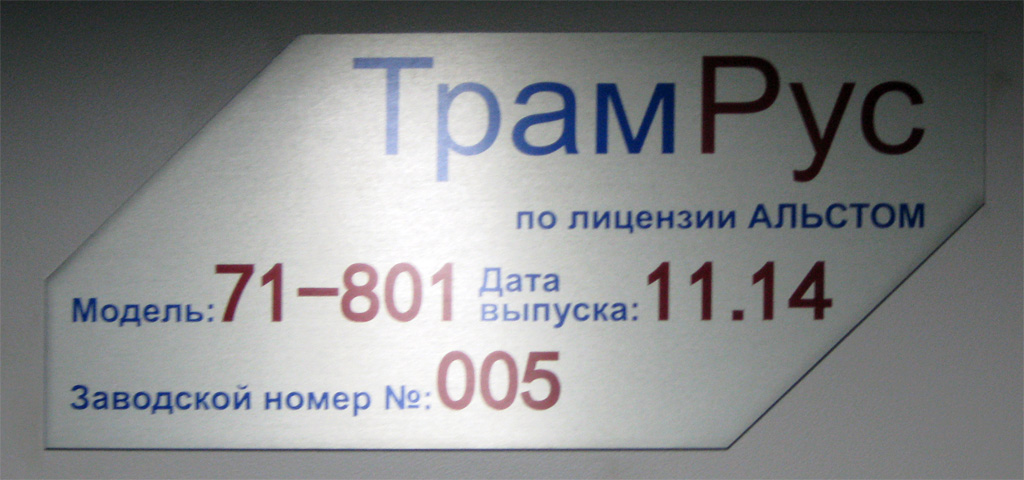 ТрамРус
по лицензии АЛЬСТОМ
Модель: 71-801 Дата выпуска: 11.14
Заводской номер №: 005